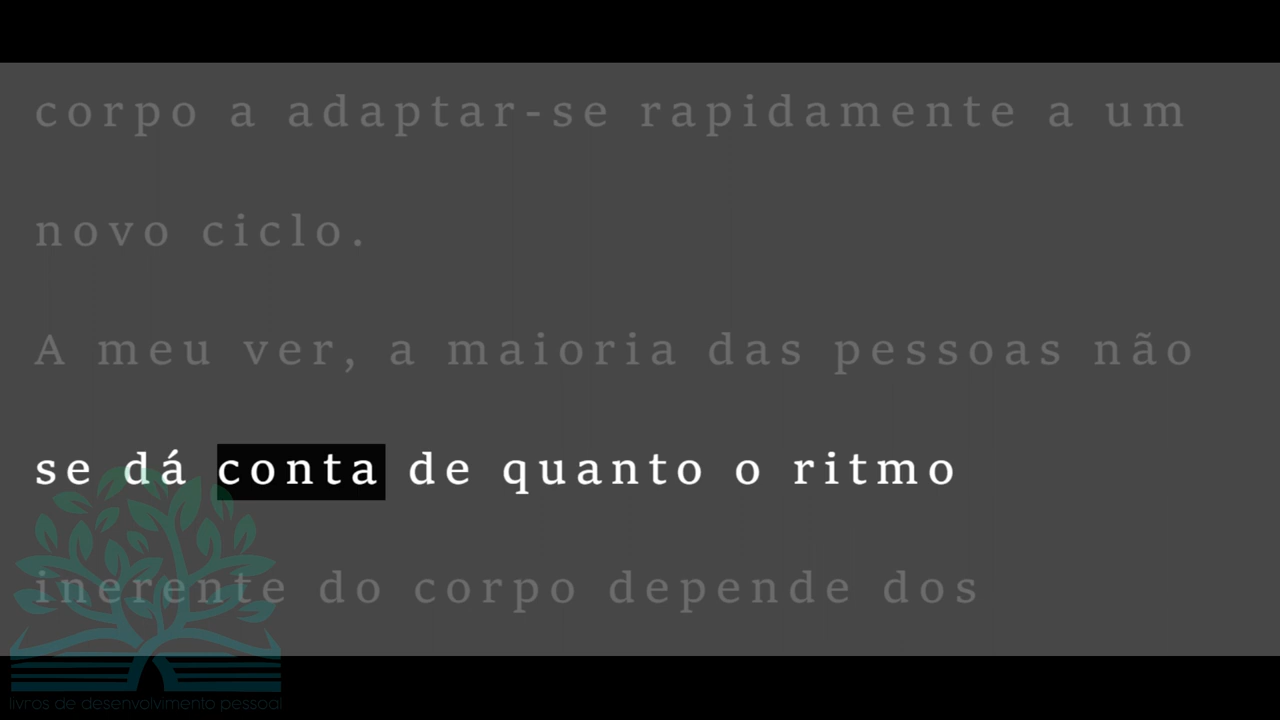 corpo a adaptar-se rapidamente a um
novo ciclo.
A meu ver, a maioria das pessoas não
se dá conta de quanto o ritmo
inerente do corpo depende dos
livros de desenvolvimento pessoal